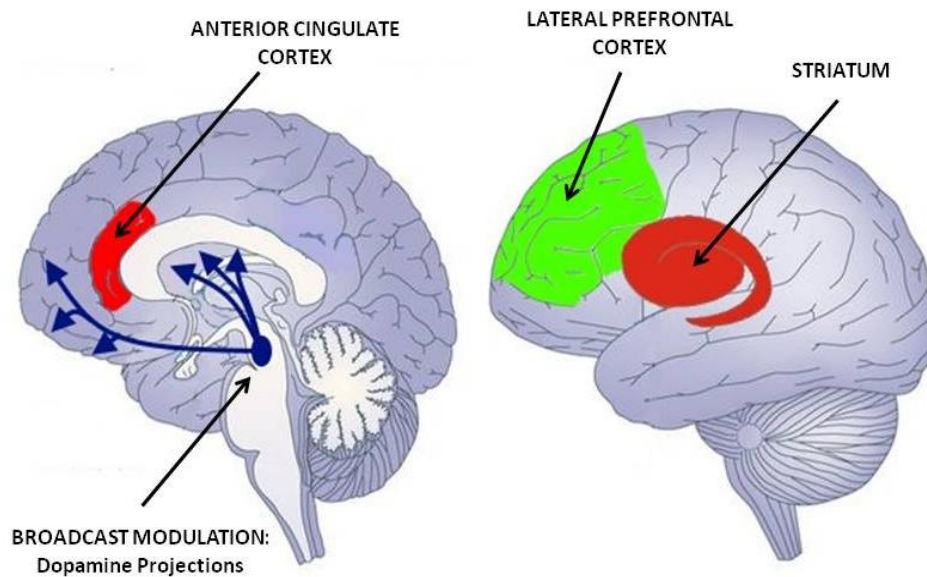 ANTERIOR CINGULATE
CORTEX
LATERAL PREFRONTAL
CORTEX
STRIATUM
BROADCAST MODULATION:
Dopamine Projections